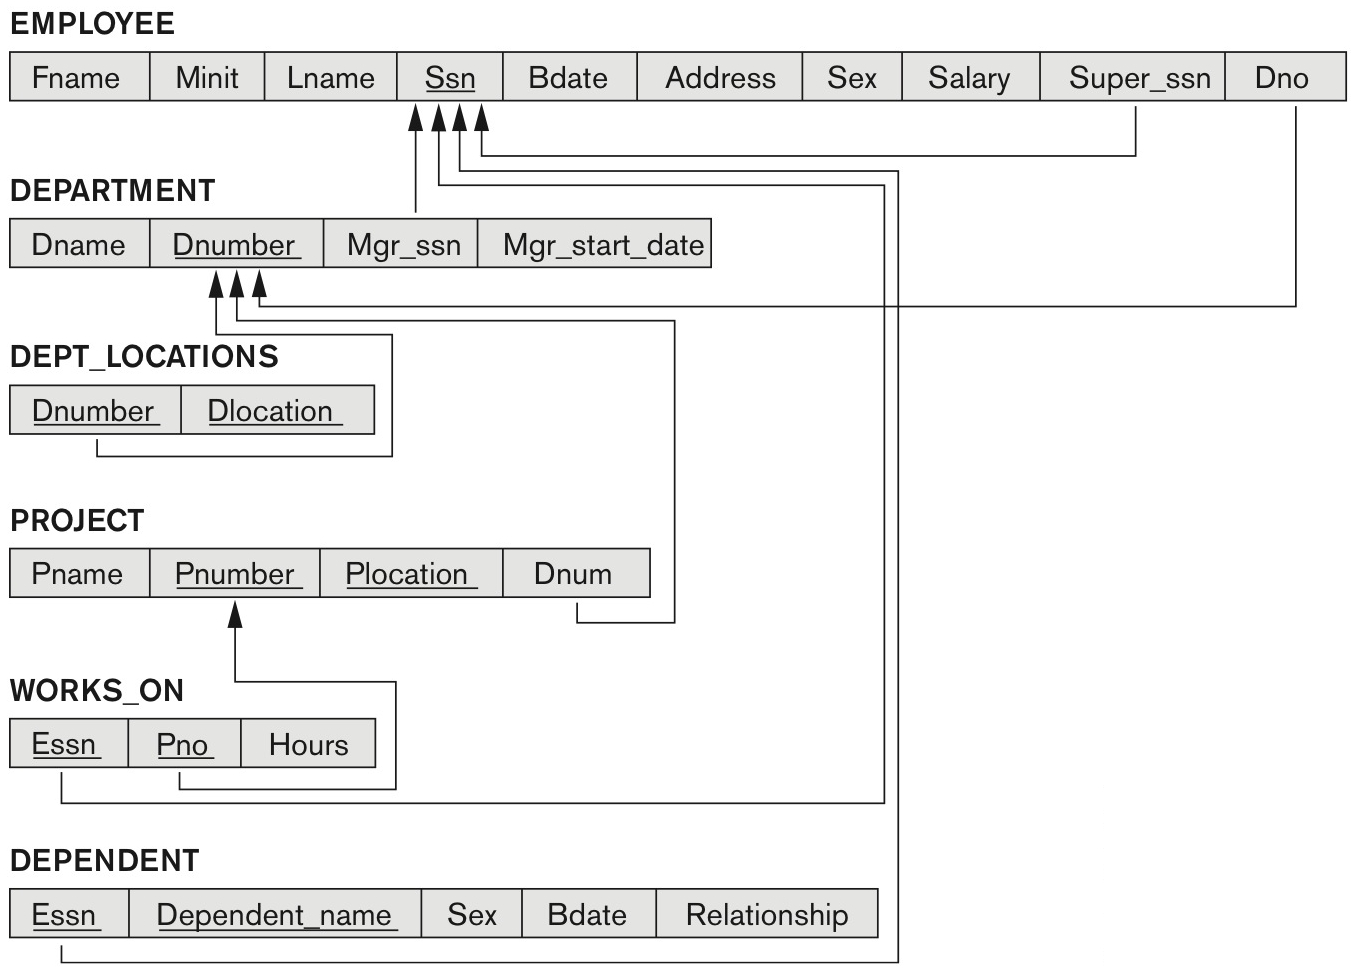 EMPLOYEE
Fname Minit Lname Ssn Bdate Address Sex Salary Super_ssn Dno
DEPARTMENT
Dname Dnumber Mgr_ssn Mgr_start_date
DEPT_LOCATIONS
Dnumber Dlocation
PROJECT
Pname Pnumber Plocation Dnum
WORKS_ON
Essn Pno Hours
DEPENDENT
Essn Dependent_name Sex Bdate Relationship